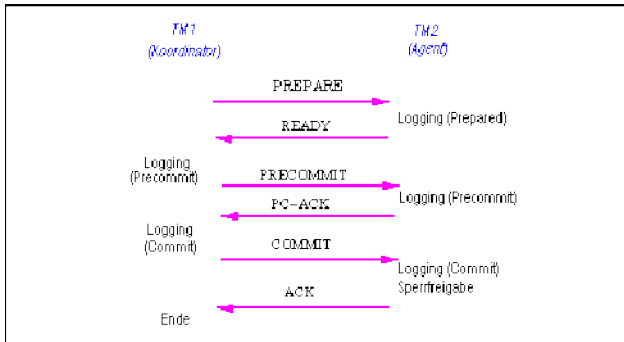 TM1
(Koordinator)
TM2
(Agent)
PREPARE
Logging (Prepared)
READY
Logging
(Precommit)
PRECOMMIT
Logging (Precommit)
PC-ACK
Logging
(Commit)
COMMIT
Logging (Commit)
Sperrfreigabe
ACK
Ende